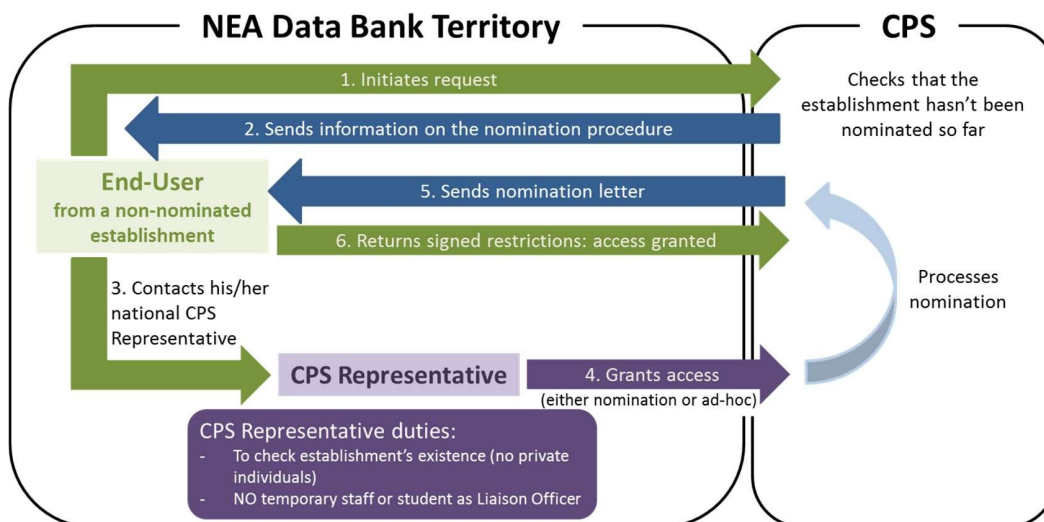 NEA Data Bank Territory
CPS
1. Initiates request
Checks that the
establishment hasn't been
nominated so far
2. Sends information on the nomination procedure
End-User
from a non-nominated
establishment
5. Sends nomination letter
6. Returns signed restrictions: access granted
3. Contacts his/her
national CPS
Representative
Processes
nomination
CPS Representative
4. Grants access
(either nomination or ad-hoc)
CPS Representative duties:
- To check establishment's existence (no private
individuals)
- NO temporary staff or student as Liaison Officer